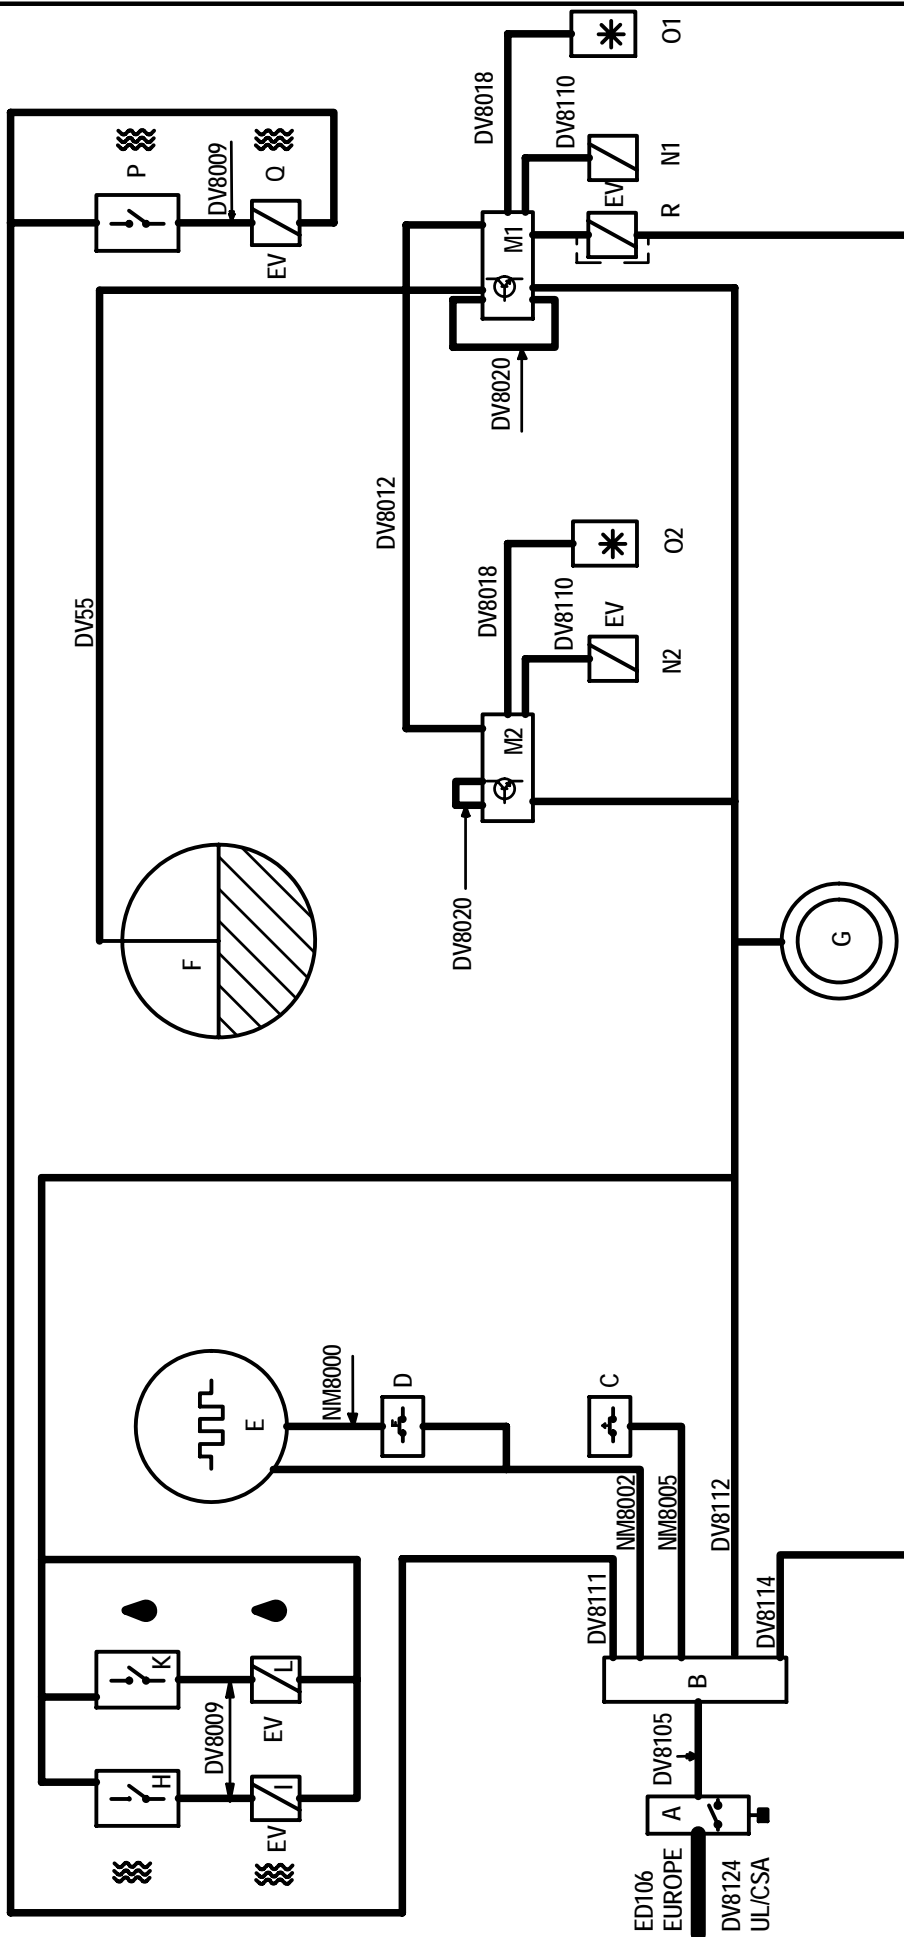 O1
DV8018
DV8110
N1
EV
R
M1
P
DV8009
Q
EV
DV8020
DV8012
DV55
O2
DV8018
DV8110
EV
N2
M2
DV8020
F
G
E
NM8000
D
C
NM8002
NM8005
DV8112
DV8111
DV8114
B
K
L
EV
DV8009
H
I
EV
DV8105
A
ED106
EUROPE
DV8124
UL/CSA